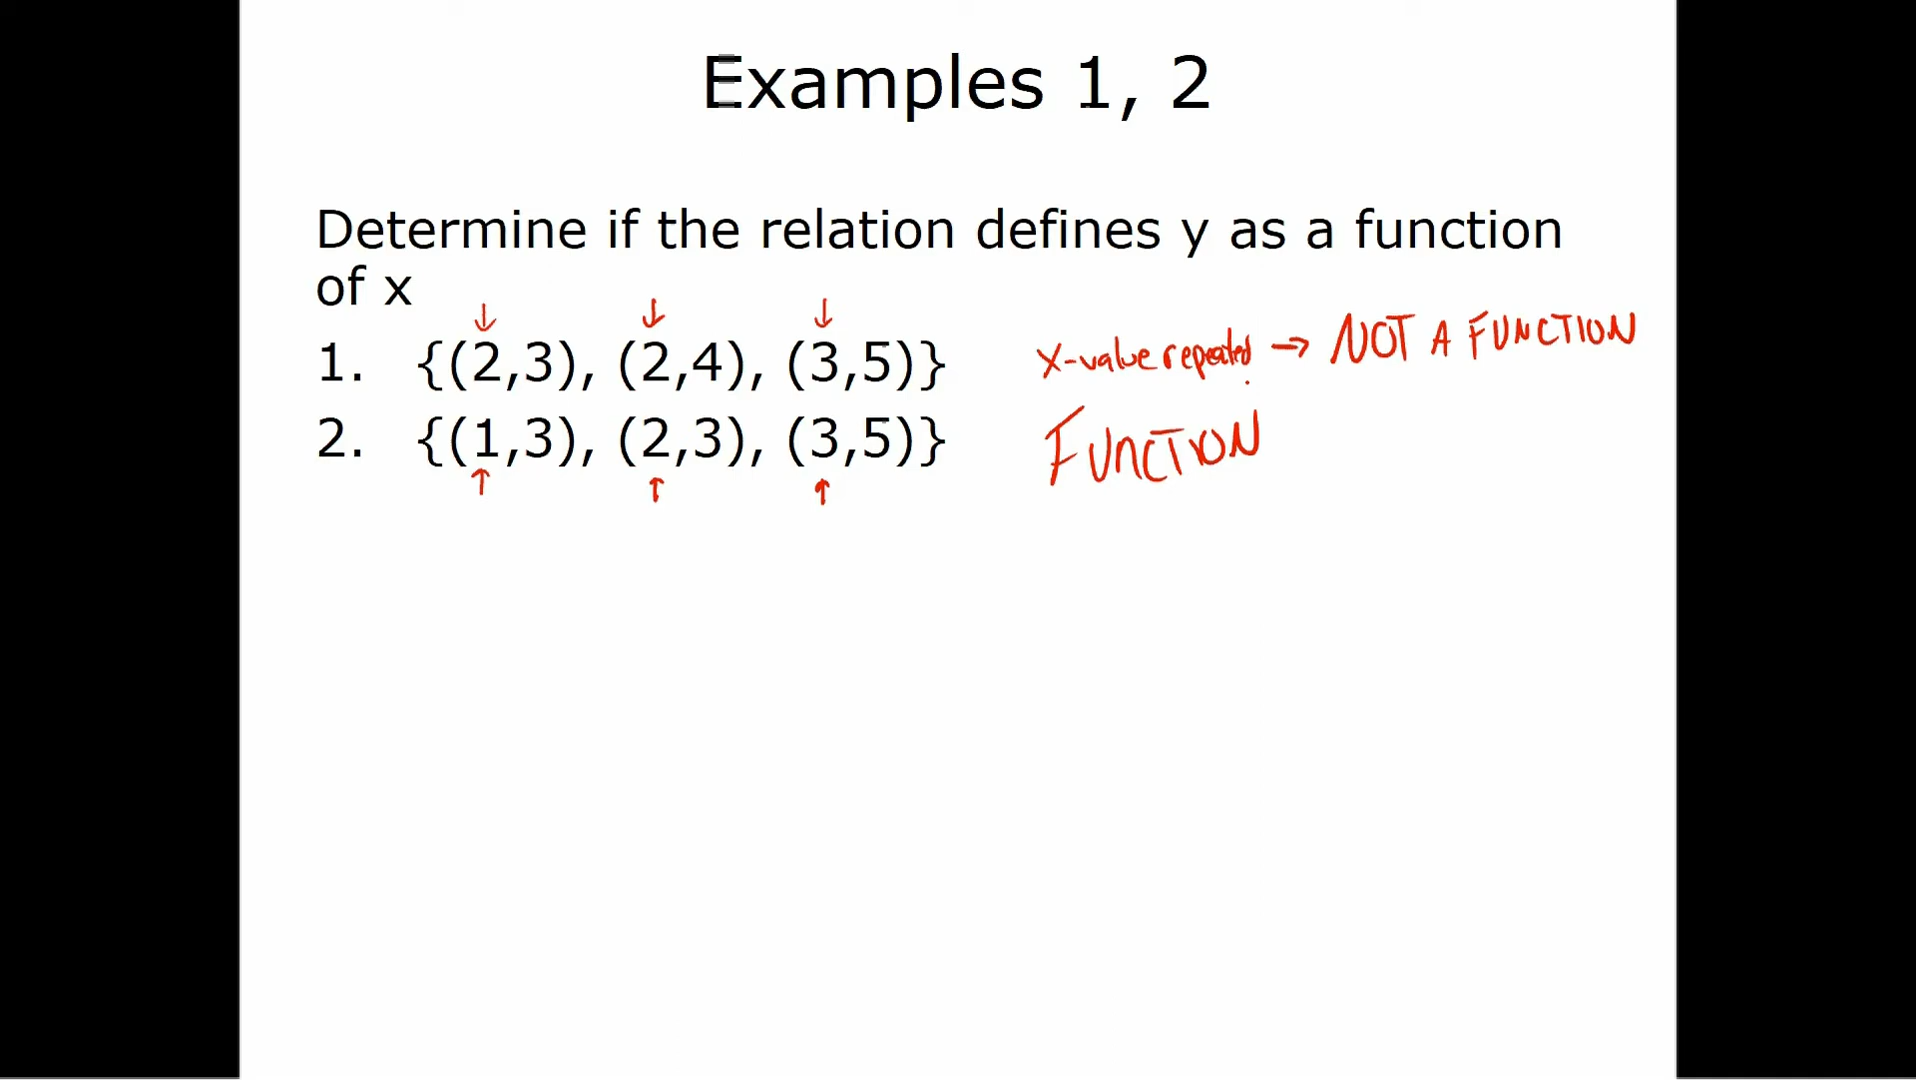 Examples 1, 2
Determine if the relation defines y as a function
of x
1. {(2,3), (2,4), (3,5)} x-value repeated → NOT A FUNCTION
2. {(1,3), (2,3), (3,5)} FUNCTION